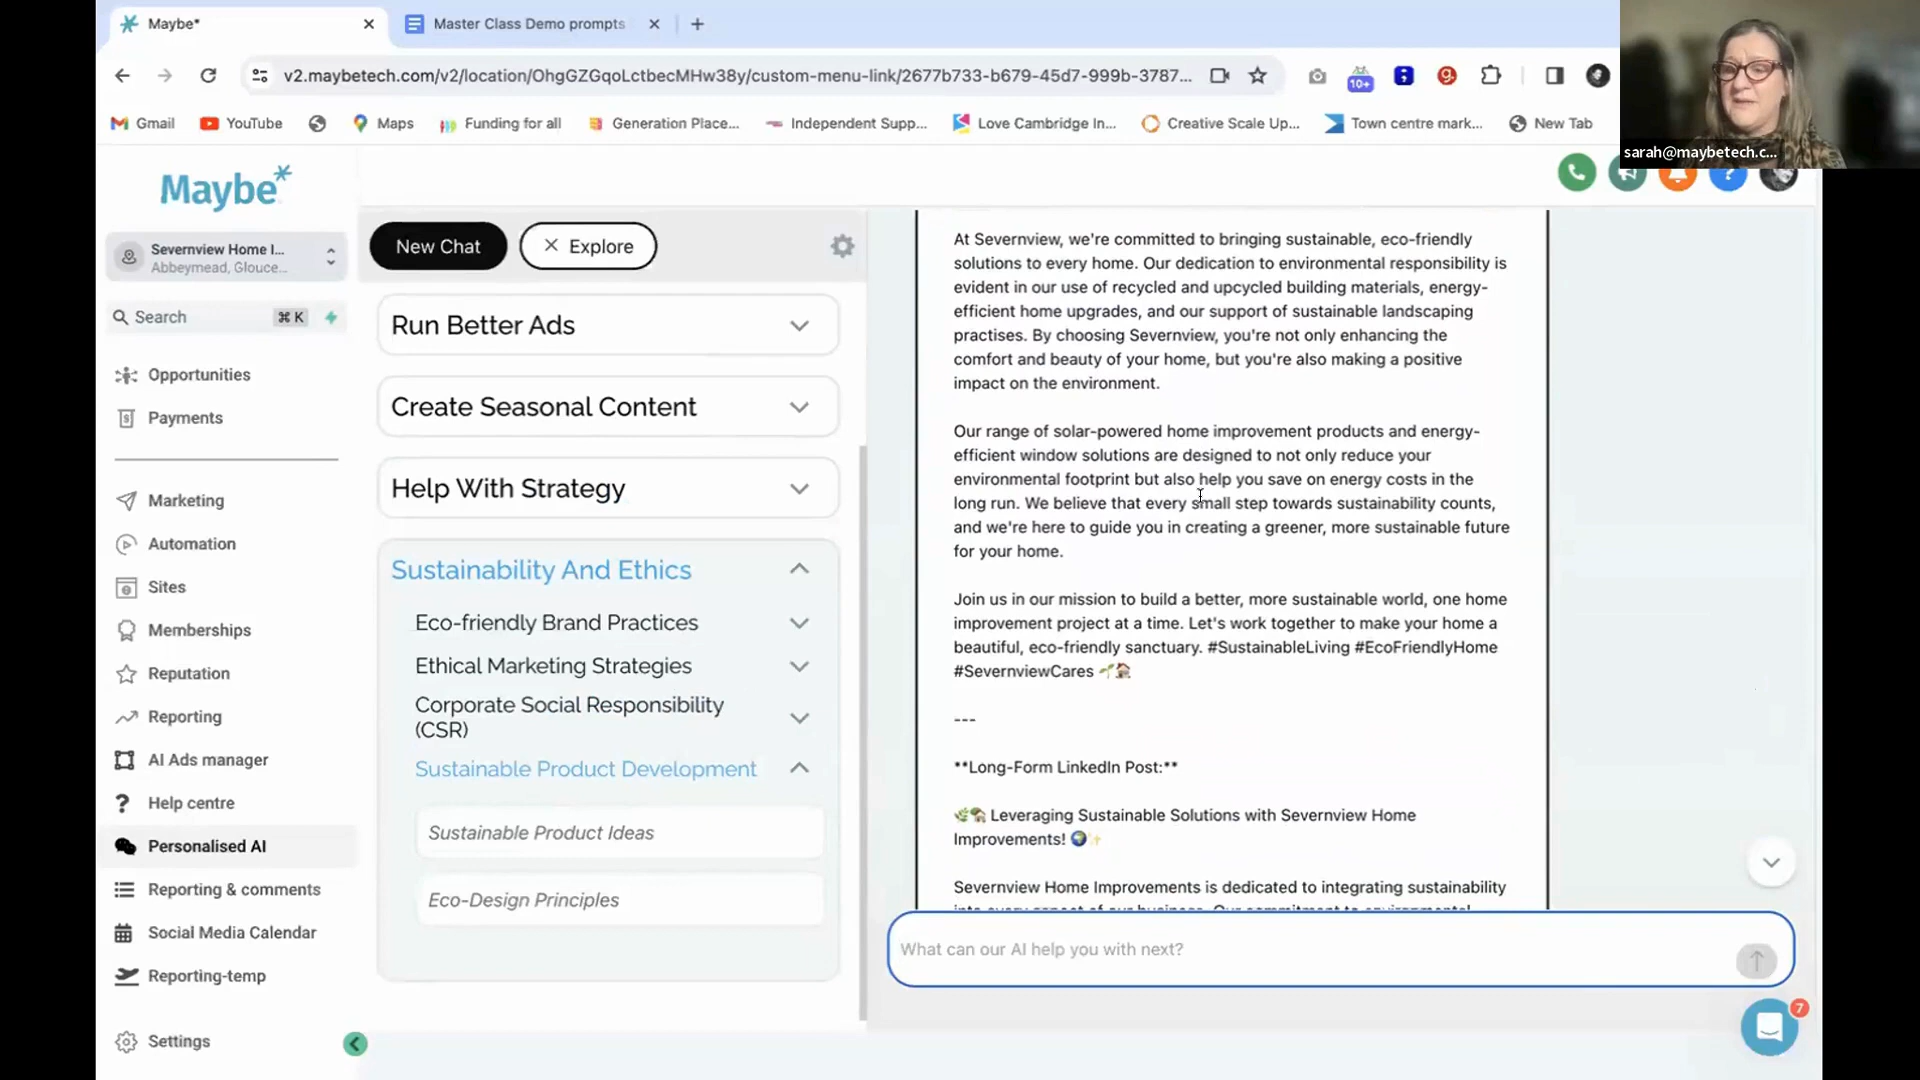 Maybe*
Master Class Demo prompts
v2.maybetech.com/v2/location/OhgGZGqoLctbecMHw38y/custom-menu-link/2677b733-b679-45d7-999b-3787...
10+
Gmail
YouTube
Maps
Funding for all
Generation Place...
Independent Supp...
Love Cambridge In...
Creative Scale Up...
Town centre mark...
New Tab
sarah@maybetech.c...
Maybe*
Severnview Home I...
Abbeymead, Glouce...
Search
⌘ K
Opportunities
Payments
Marketing
Automation
Sites
Memberships
Reputation
Reporting
AI Ads manager
Help centre
Personalised AI
Reporting & comments
Social Media Calendar
Reporting-temp
Settings
New Chat
Explore
Run Better Ads
Create Seasonal Content
Help With Strategy
Sustainability And Ethics
Eco-friendly Brand Practices
Ethical Marketing Strategies
Corporate Social Responsibility
(CSR)
Sustainable Product Development
Sustainable Product Ideas
Eco-Design Principles
At Severnview, we're committed to bringing sustainable, eco-friendly
solutions to every home. Our dedication to environmental responsibility is
evident in our use of recycled and upcycled building materials, energy-
efficient home upgrades, and our support of sustainable landscaping
practises. By choosing Severnview, you're not only enhancing the
comfort and beauty of your home, but you're also making a positive
impact on the environment.
Our range of solar-powered home improvement products and energy-
efficient window solutions are designed to not only reduce your
environmental footprint but also help you save on energy costs in the
long run. We believe that every small step towards sustainability counts,
and we're here to guide you in creating a greener, more sustainable future
for your home.
Join us in our mission to build a better, more sustainable world, one home
improvement project at a time. Let's work together to make your home a
beautiful, eco-friendly sanctuary. #SustainableLiving #EcoFriendlyHome
#SevernviewCares 🌱🏠
---
**Long-Form LinkedIn Post:**
🌿🏡 Leveraging Sustainable Solutions with Severnview Home
Improvements! 🌍✨
Severnview Home Improvements is dedicated to integrating sustainability
into every aspect of our business. Our commitment to environmental
What can our AI help you with next?
7